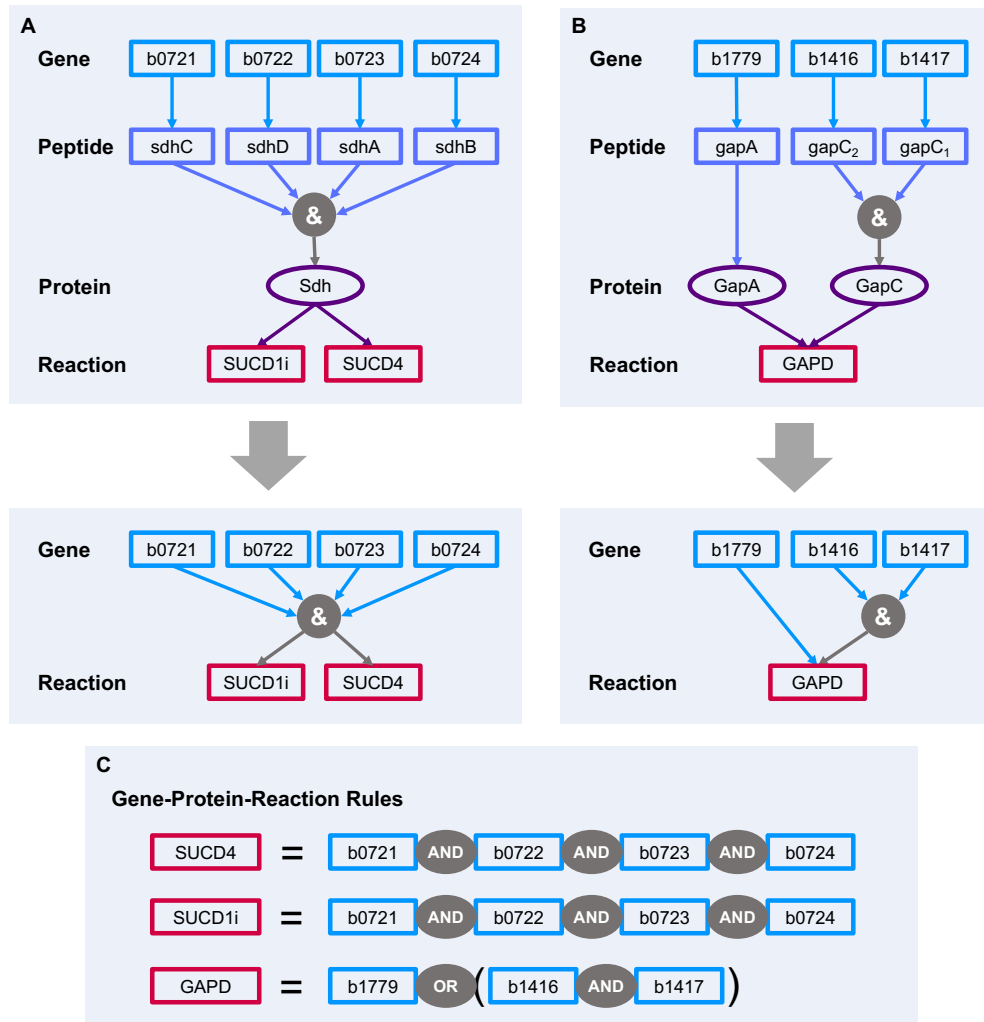 A
Gene b0721 b0722 b0723 b0724
Peptide sdhC sdhD sdhA sdhB
&
Protein Sdh
Reaction SUCD1i SUCD4
Gene b0721 b0722 b0723 b0724
&
Reaction SUCD1i SUCD4
B
Gene b1779 b1416 b1417
Peptide gapA gapC₂ gapC₁
&
Protein GapA GapC
Reaction GAPD
Gene b1779 b1416 b1417
&
Reaction GAPD
C
Gene-Protein-Reaction Rules
SUCD4 = b0721 AND b0722 AND b0723 AND b0724
SUCD1i = b0721 AND b0722 AND b0723 AND b0724
GAPD = b1779 OR ( b1416 AND b1417 )